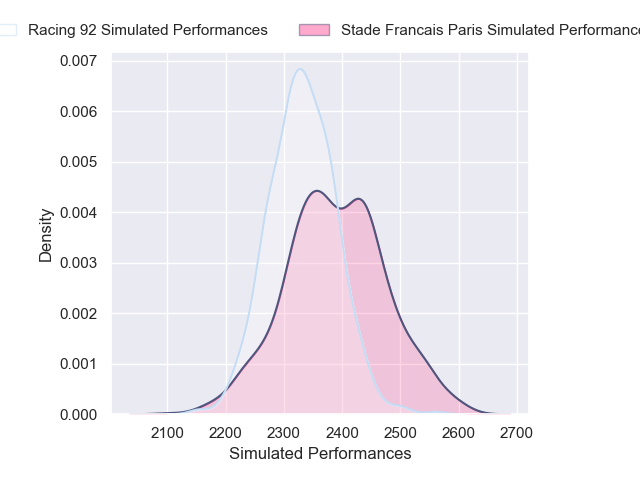 Racing 92 Simulated Performances Stade Francais Paris Simulated Performanc
0.007
0.006
0.005
0.004
0.003
0.002
0.001
0.000
Density
2100 2200 2300 2400 2500 2600 2700
Simulated Performances